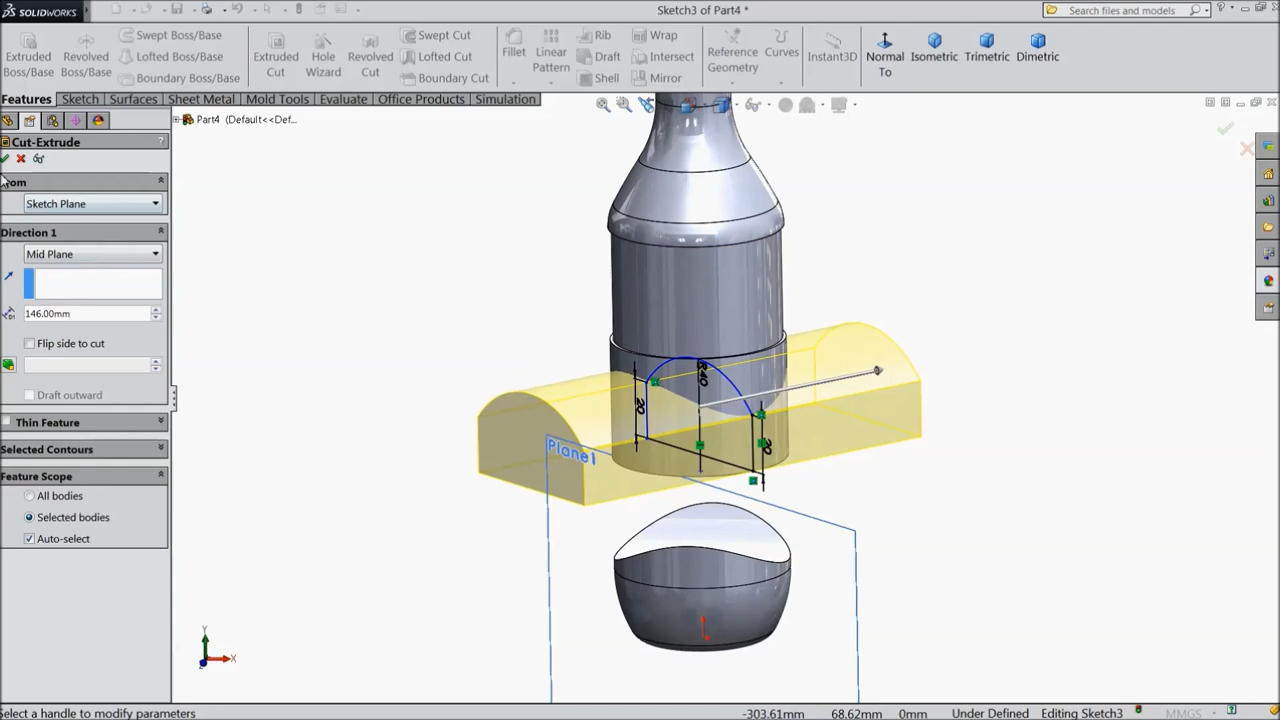 SOLIDWORKS
Sketch3 of Part4 *
Search files and models
Extruded Boss/Base
Revolved Boss/Base
Swept Boss/Base
Lofted Boss/Base
Boundary Boss/Base
Extruded Cut
Hole Wizard
Revolved Cut
Swept Cut
Lofted Cut
Boundary Cut
Fillet
Linear Pattern
Rib
Draft
Shell
Wrap
Intersect
Mirror
Reference Geometry
Curves
Instant3D
Normal To
Isometric
Trimetric
Dimetric
Features
Sketch
Surfaces
Sheet Metal
Mold Tools
Evaluate
Office Products
Simulation
Part4 (Default<<Def...
Cut-Extrude
?
Sketch Plane
Direction 1
Mid Plane
146.00mm
Flip side to cut
Draft outward
Thin Feature
Selected Contours
Feature Scope
All bodies
Selected bodies
Auto-select
R40
20
20
Plane1
Y
X
Select a handle to modify parameters
-303.61mm
68.62mm
0mm
Under Defined
Editing Sketch3
MMGS